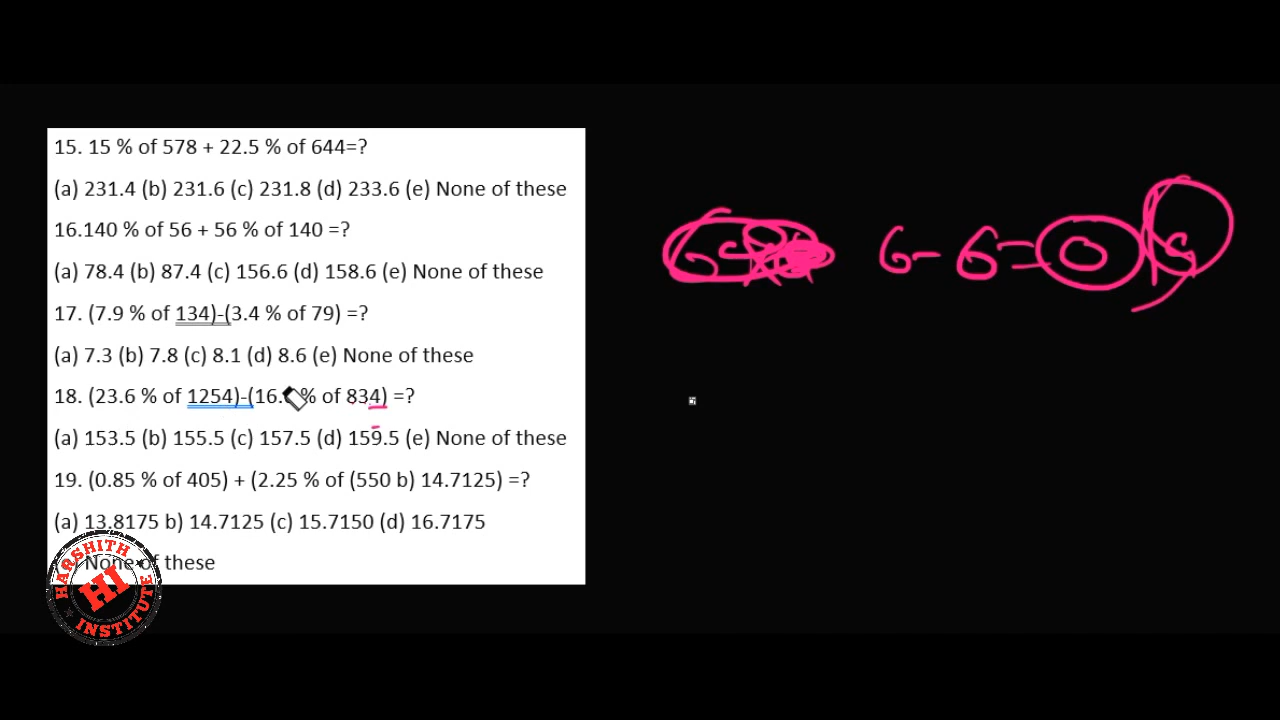 15. 15 % of 578 + 22.5 % of 644=?
(a) 231.4 (b) 231.6 (c) 231.8 (d) 233.6 (e) None of these
16.140 % of 56 + 56 % of 140 =?
(a) 78.4 (b) 87.4 (c) 156.6 (d) 158.6 (e) None of these
17. (7.9 % of 134)-(3.4 % of 79) =?
(a) 7.3 (b) 7.8 (c) 8.1 (d) 8.6 (e) None of these
18. (23.6 % of 1254)-( % of 834) =?
(a) 153.5 (b) 155.5 (c) 157.5 (d) 159.5 (e) None of these
19. (0.85 % of 405) + (2.25 % of (550 b) 14.7125) =?
(a) 13.8175 b) 14.7125 (c) 15.7150 (d) 16.7175
None of these
6- 6=0
HARSHITH
HI
INSTITUTE